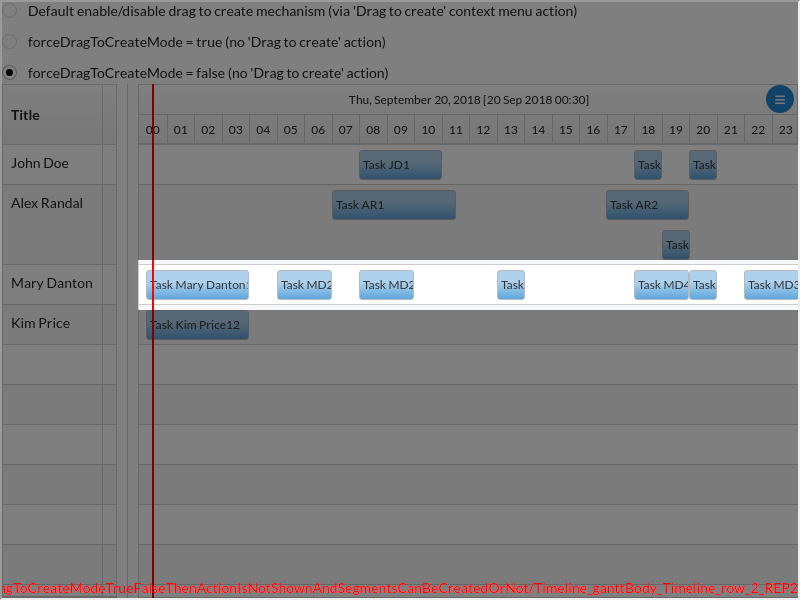 Default enable/disable drag to create mechanism (via 'Drag to create' context menu action)
forceDragToCreateMode = true (no 'Drag to create' action)
forceDragToCreateMode = false (no 'Drag to create' action)
Title
Thu, September 20, 2018 [20 Sep 2018 00:30]
00 01 02 03 04 05 06 07 08 09 10 11 12 13 14 15 16 17 18 19 20 21 22 23
John Doe
Task JD1
Task
Task
Alex Randal
Task AR1
Task AR2
Task
Mary Danton
Task Mary Danton
Task MD2
Task MD2
Task
Task MD4
Task
Task MD3
Kim Price
Task Kim Price12
agToCreateModeTrueFalseThenActionIsNotShownAndSegmentsCanBeCreatedOrNot/Timeline_ganttBody_Timeline_row_2_REP2